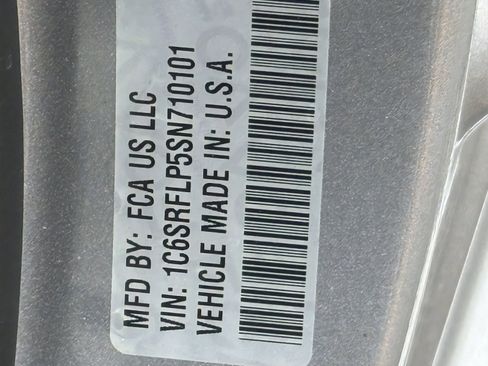 MFD BY: FCA US LLC
VIN: 1C6SRFLP5SN710101
VEHICLE MADE IN: U.S.A.